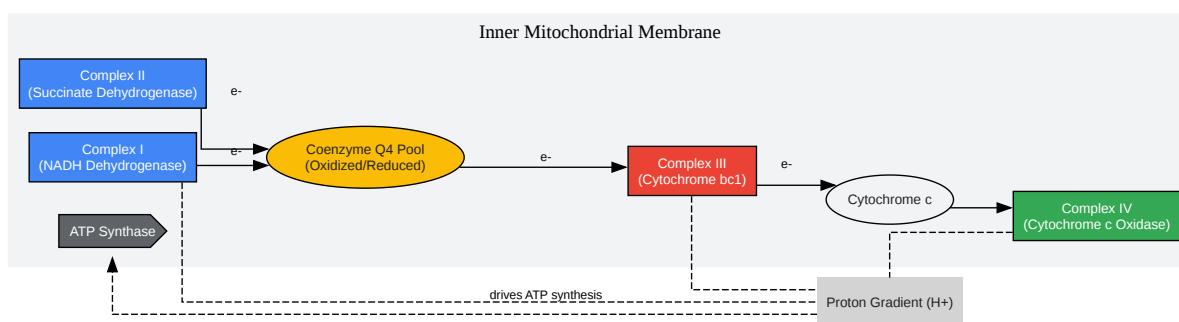 Inner Mitochondrial Membrane
Complex II
(Succinate Dehydrogenase)
e-
Complex I
(NADH Dehydrogenase)
e-
Coenzyme Q4 Pool
(Oxidized/Reduced)
e-
Complex III
(Cytochrome bc1)
e-
Cytochrome c
Complex IV
(Cytochrome c Oxidase)
ATP Synthase
drives ATP synthesis
Proton Gradient (H+)